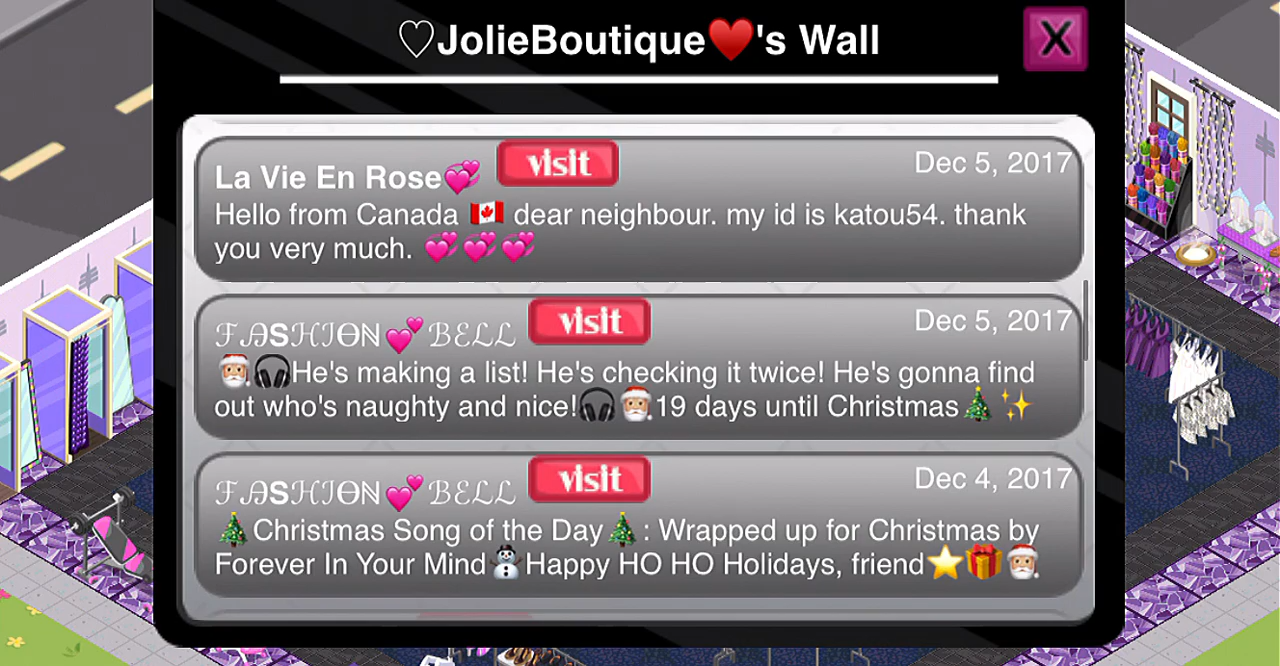 ♡JolieBoutique❤️'s Wall
X
La Vie En Rose💞 visit Dec 5, 2017
Hello from Canada 🇨🇦 dear neighbour. my id is katou54. thank
you very much. 💞💞💞
ℱᎯSℋℐᎾN💕ℬℰℒℒ visit Dec 5, 2017
🎅🏼🎧He's making a list! He's checking it twice! He's gonna find
out who's naughty and nice!🎧🎅🏼19 days until Christmas🎄✨
ℱᎯSℋℐᎾN💕ℬℰℒℒ visit Dec 4, 2017
🎄Christmas Song of the Day🎄: Wrapped up for Christmas by
Forever In Your Mind⛄Happy HO HO Holidays, friend⭐🎁🎅🏼